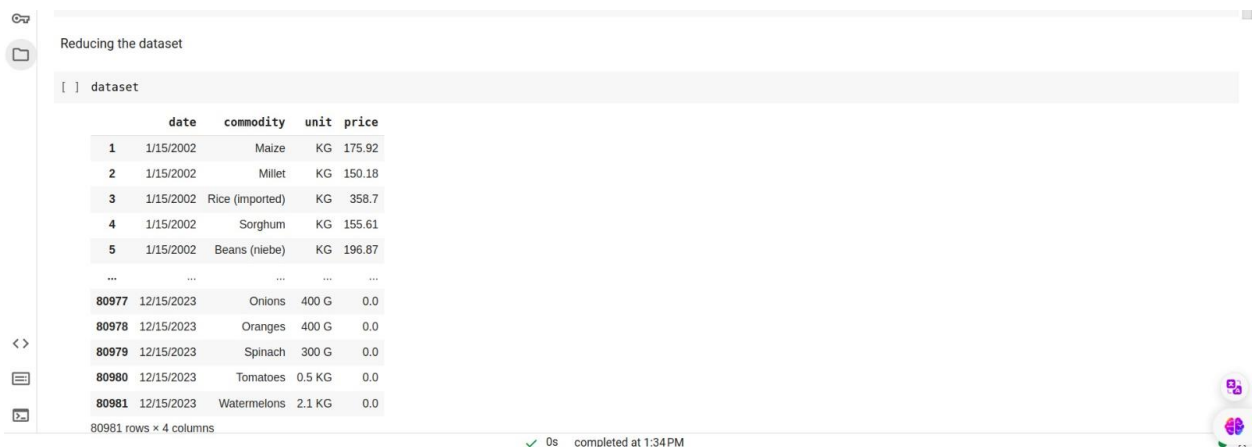 Reducing the dataset
[ ] dataset
date commodity unit price
1 1/15/2002 Maize KG 175.92
2 1/15/2002 Millet KG 150.18
3 1/15/2002 Rice (imported) KG 358.7
4 1/15/2002 Sorghum KG 155.61
5 1/15/2002 Beans (niebe) KG 196.87
... ... ... ... ...
80977 12/15/2023 Onions 400 G 0.0
80978 12/15/2023 Oranges 400 G 0.0
80979 12/15/2023 Spinach 300 G 0.0
80980 12/15/2023 Tomatoes 0.5 KG 0.0
80981 12/15/2023 Watermelons 2.1 KG 0.0
80981 rows × 4 columns
✓ 0s completed at 1:34 PM